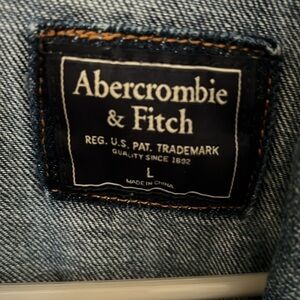 Abercrombie
& Fitch
REG. U.S. PAT. TRADEMARK
QUALITY SINCE 1892
L
MADE IN CHINA